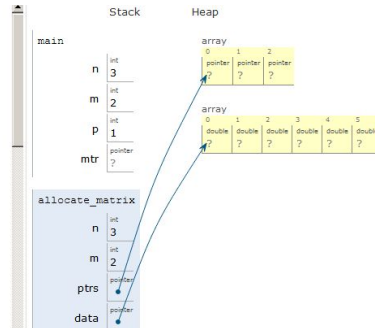 Stack Heap
main
array
0 1 2
pointer pointer pointer
? ? ?
int
n 3
int
m 2
int
p 1
pointer
mtr ?
array
0 1 2 3 4 5
double double double double double double
? ? ? ? ? ?
allocate_matrix
int
n 3
int
m 2
pointer
ptrs
pointer
data